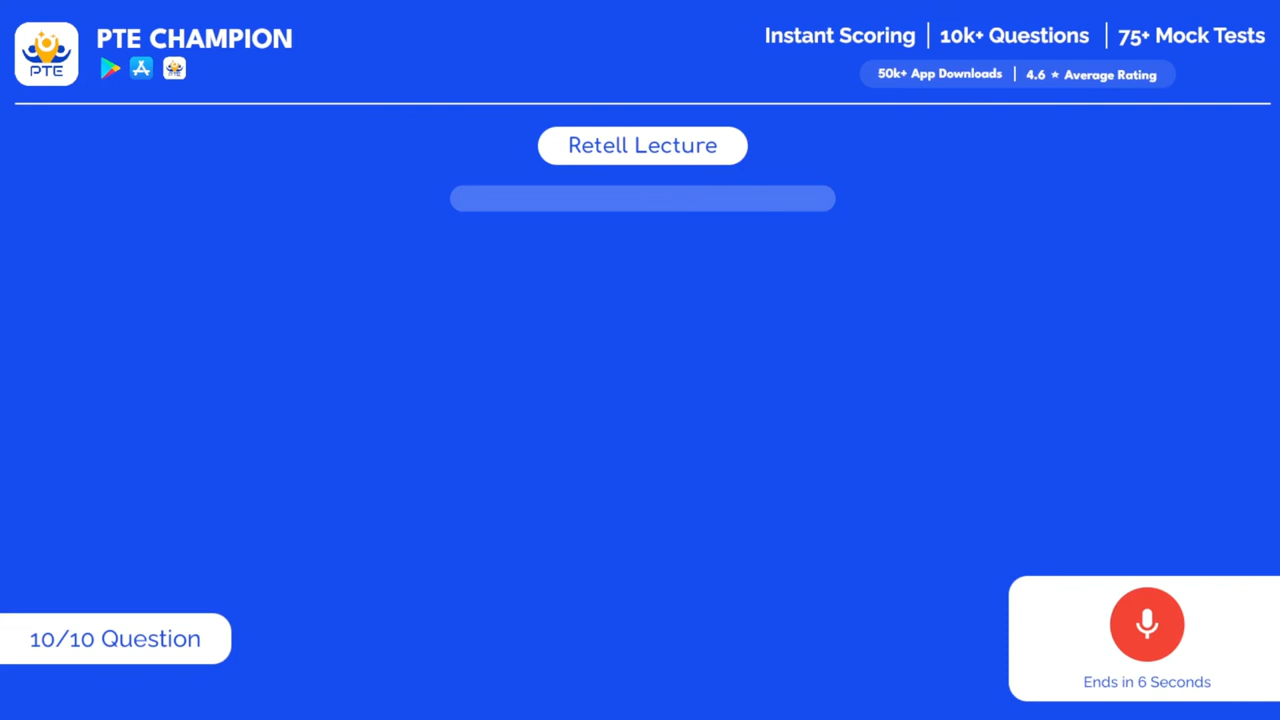 PTE CHAMPION
PTE
Instant Scoring | 10k+ Questions | 75+ Mock Tests
50k+ App Downloads | 4.6 ★ Average Rating
Retell Lecture
10/10 Question
Ends in 6 Seconds